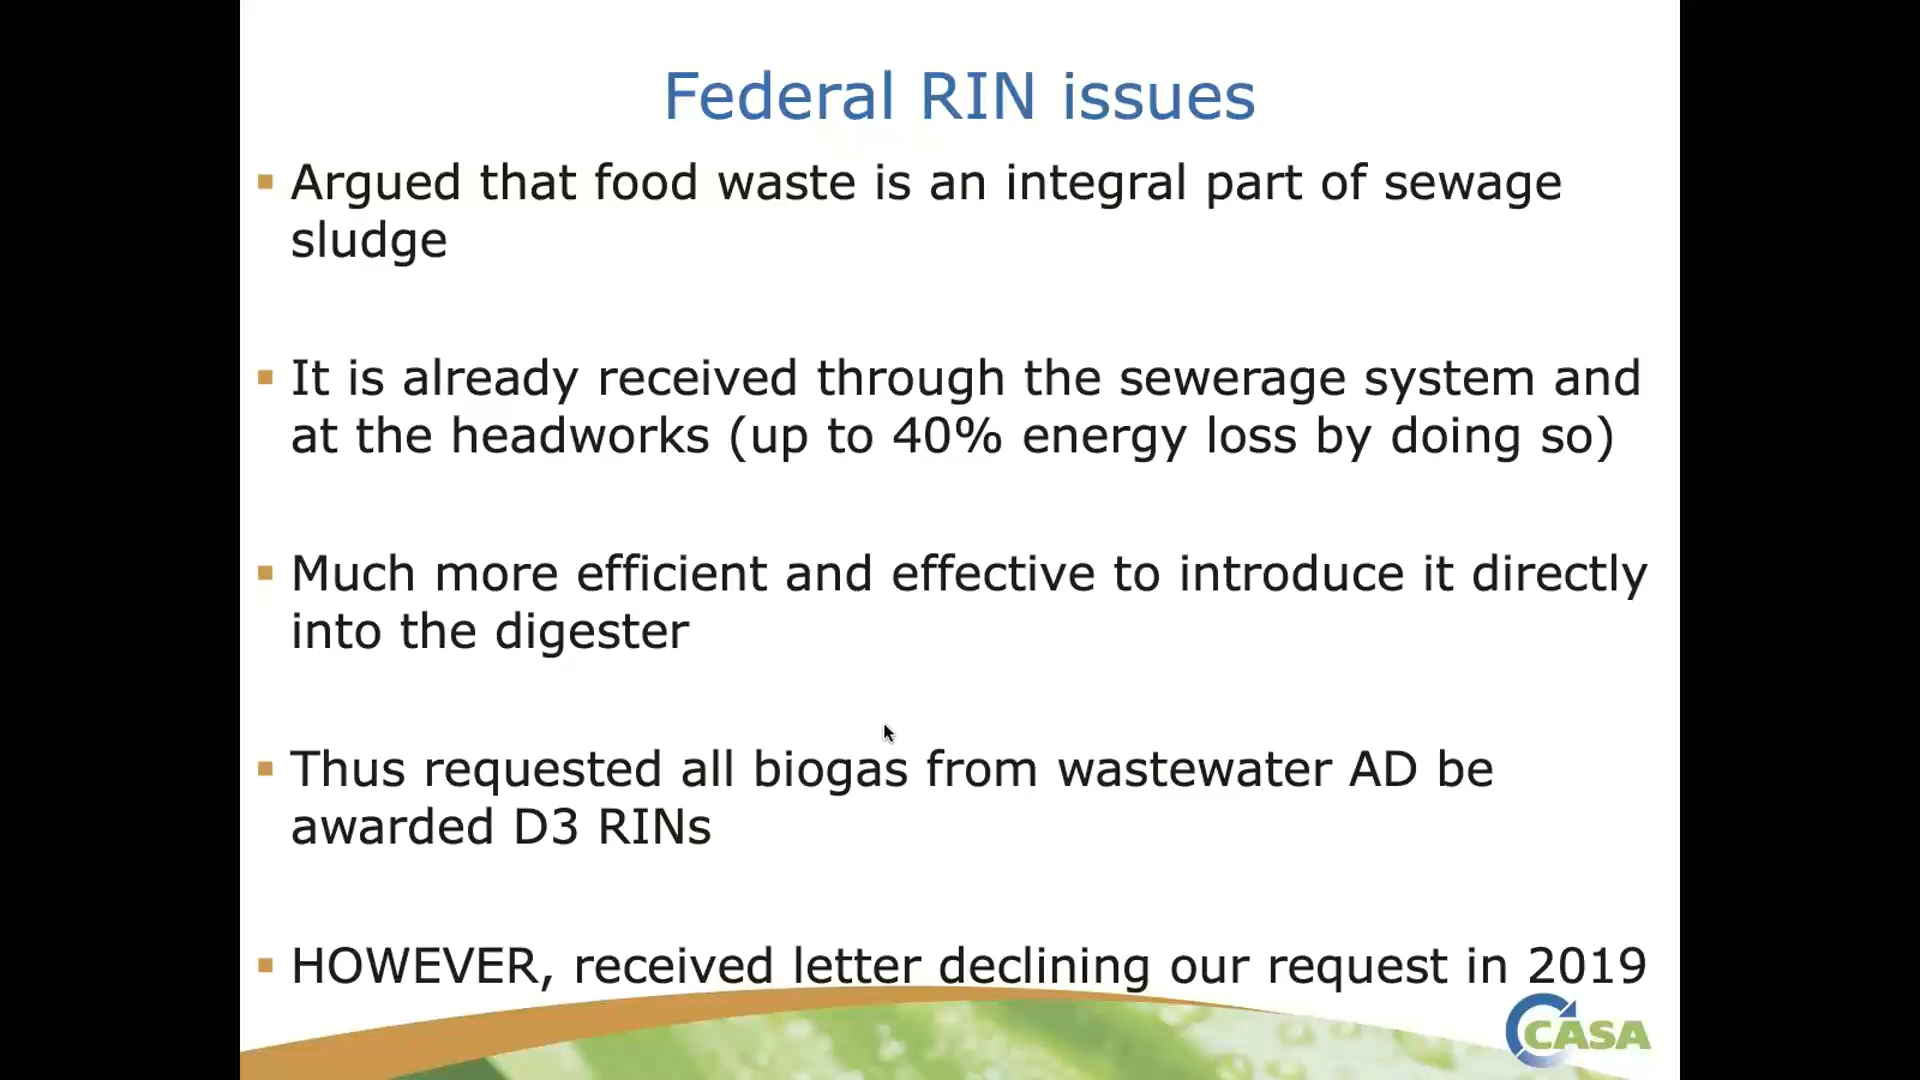 Federal RIN issues
Argued that food waste is an integral part of sewage
sludge
It is already received through the sewerage system and
at the headworks (up to 40% energy loss by doing so)
Much more efficient and effective to introduce it directly
into the digester
Thus requested all biogas from wastewater AD be
awarded D3 RINs
HOWEVER, received letter declining our request in 2019
CASA